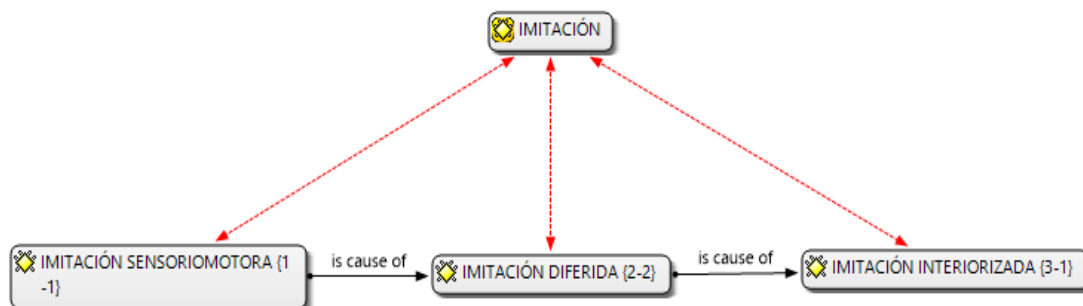 IMITACIÓN
IMITACIÓN SENSORIOMOTORA {1
-1}
is cause of
IMITACIÓN DIFERIDA {2-2}
is cause of
IMITACIÓN INTERIORIZADA {3-1}